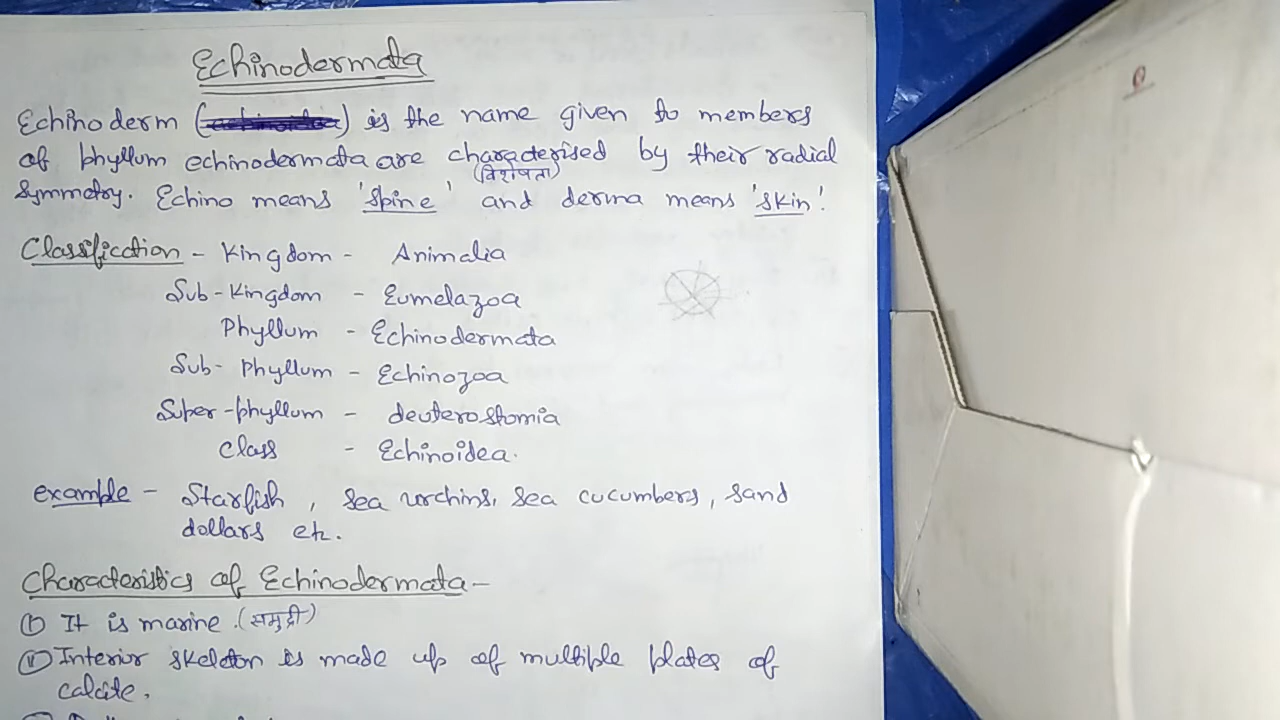 Echinodermata
Echinoderm ( ) is the name given to members
of phyllum echinodermata are characterised by their radial
(विशेषता)
symmetry. Echino means 'spine' and derma means 'skin'.
Classification - Kingdom - Animalia
Sub-Kingdom - Eumelazoa
Phyllum - Echinodermata
Sub-Phyllum - Echinozoa
Super-phyllum - deuterostomia
Class - Echinoidea.
example - Starfish, sea urchins, sea cucumbers, sand
dollars etc.
Characteristics of Echinodermata -
(i) It is marine. (समुद्री)
(ii) Interior skeleton is made up of multiple plates of
calcite.